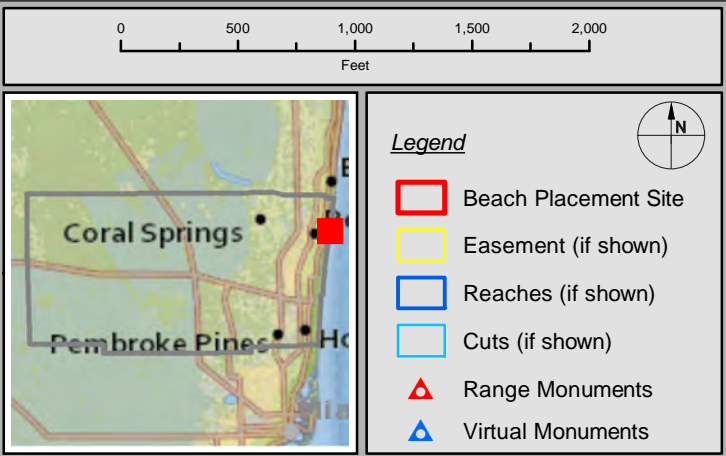 0 500 1,000 1,500 2,000
Feet
Legend
N
Beach Placement Site
Easement (if shown)
Reaches (if shown)
Cuts (if shown)
Range Monuments
Virtual Monuments
Coral Springs
Pembroke Pines